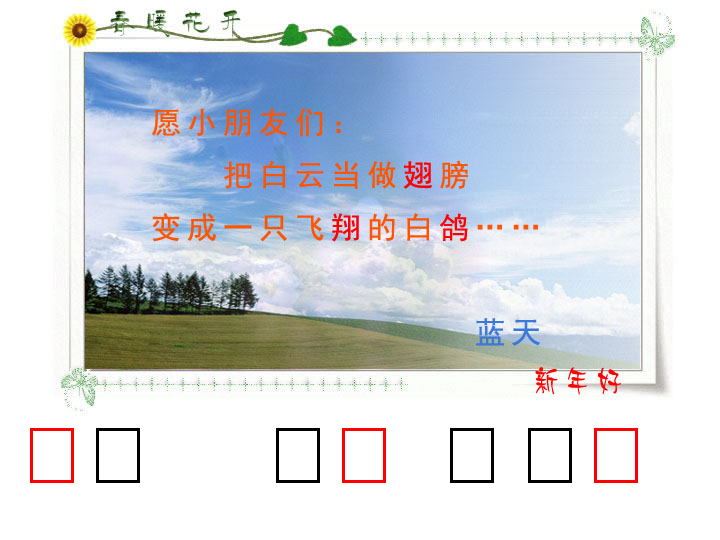 春暖花开
愿小朋友们：
把白云当做翅膀
变成一只飞翔的白鸽……
蓝天
新年好